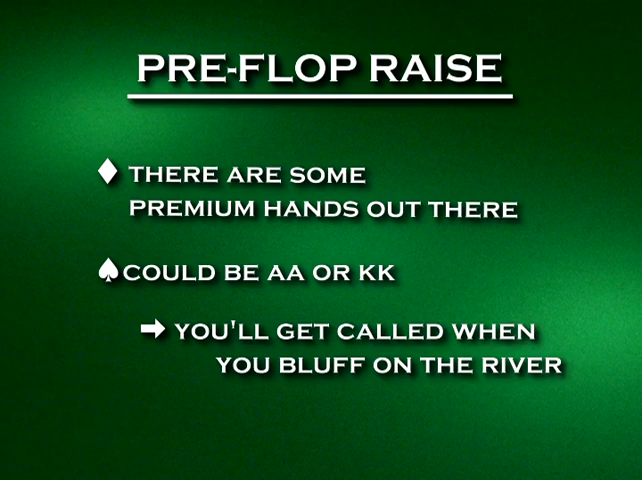 PRE-FLOP RAISE
♦ THERE ARE SOME
PREMIUM HANDS OUT THERE
♠ COULD BE AA OR KK
➡ YOU'LL GET CALLED WHEN
YOU BLUFF ON THE RIVER